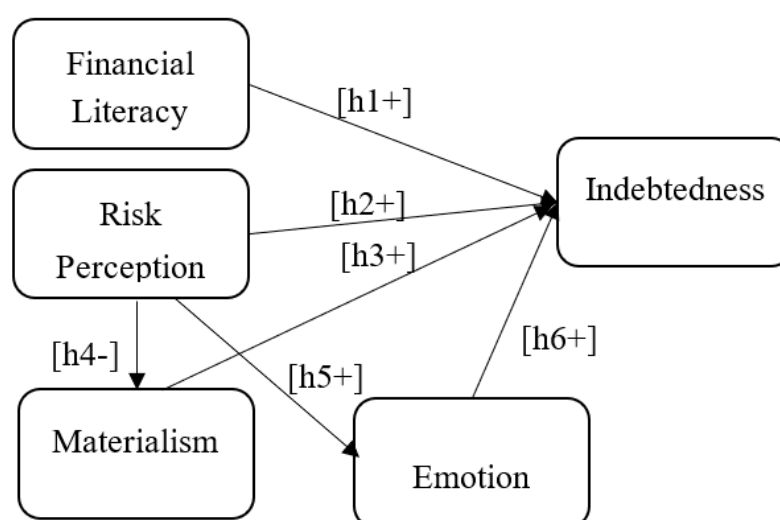 Financial
Literacy
[h1+]
Indebtedness
Risk
Perception
[h2+]
[h3+]
[h4-]
[h5+]
[h6+]
Materialism
Emotion